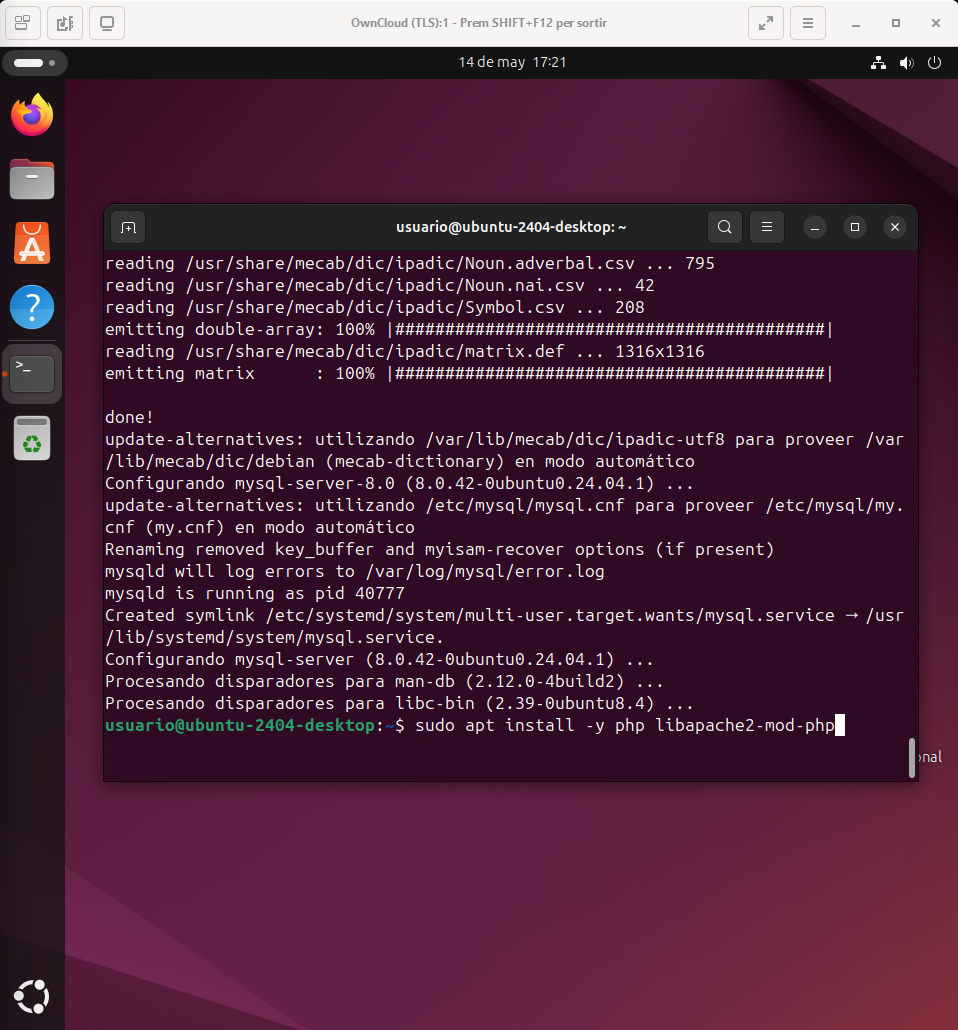 OwnCloud (TLS):1 - Prem SHIFT+F12 per sortir
14 de may 17:21
usuario@ubuntu-2404-desktop: ~
reading /usr/share/mecab/dic/ipadic/Noun.adverbal.csv ... 795
reading /usr/share/mecab/dic/ipadic/Noun.nai.csv ... 42
reading /usr/share/mecab/dic/ipadic/Symbol.csv ... 208
emitting double-array: 100% |###########################################|
reading /usr/share/mecab/dic/ipadic/matrix.def ... 1316x1316
emitting matrix      : 100% |###########################################|
done!
update-alternatives: utilizando /var/lib/mecab/dic/ipadic-utf8 para proveer /var
/lib/mecab/dic/debian (mecab-dictionary) en modo automático
Configurando mysql-server-8.0 (8.0.42-0ubuntu0.24.04.1) ...
update-alternatives: utilizando /etc/mysql/mysql.cnf para proveer /etc/mysql/my.
cnf (my.cnf) en modo automático
Renaming removed key_buffer and myisam-recover options (if present)
mysqld will log errors to /var/log/mysql/error.log
mysqld is running as pid 40777
Created symlink /etc/systemd/system/multi-user.target.wants/mysql.service → /usr
/lib/systemd/system/mysql.service.
Configurando mysql-server (8.0.42-0ubuntu0.24.04.1) ...
Procesando disparadores para man-db (2.12.0-4build2) ...
Procesando disparadores para libc-bin (2.39-0ubuntu8.4) ...
usuario@ubuntu-2404-desktop:~$ sudo apt install -y php libapache2-mod-php
onal